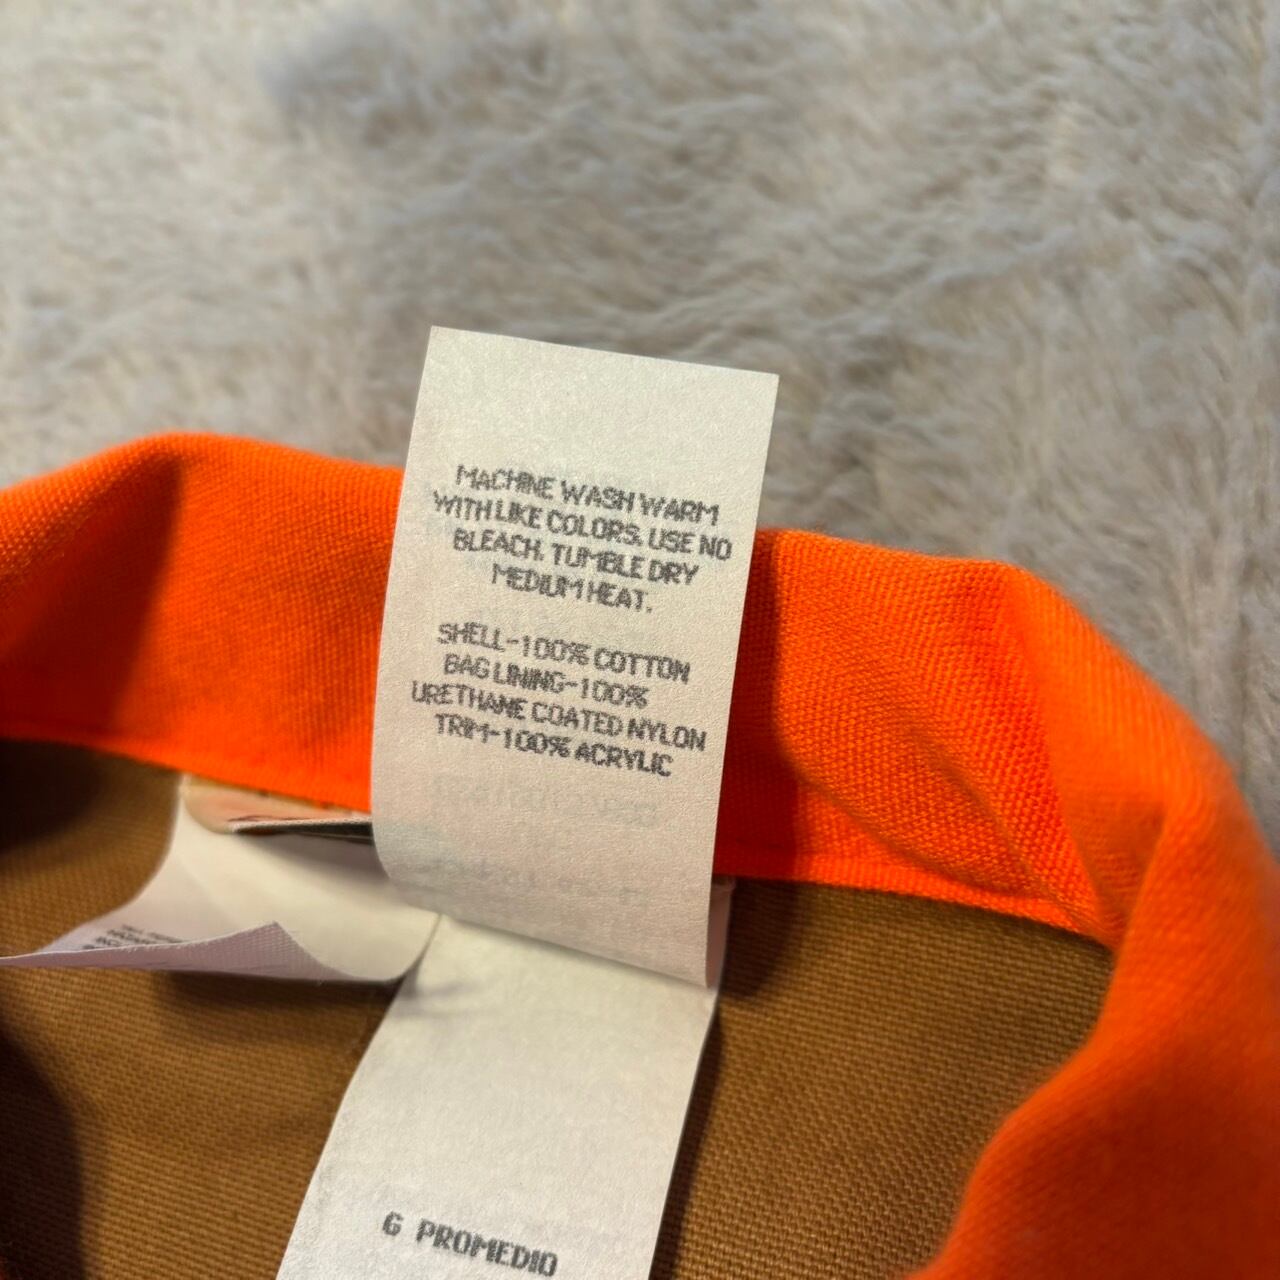 MACHINE WASH WARM
WITH LIKE COLORS. USE NO
BLEACH. TUMBLE DRY
MEDIUM HEAT.
SHELL-100% COTTON
BAG LINING-100%
URETHANE COATED NYLON
TRIM-100% ACRYLIC
G PROMEDIO